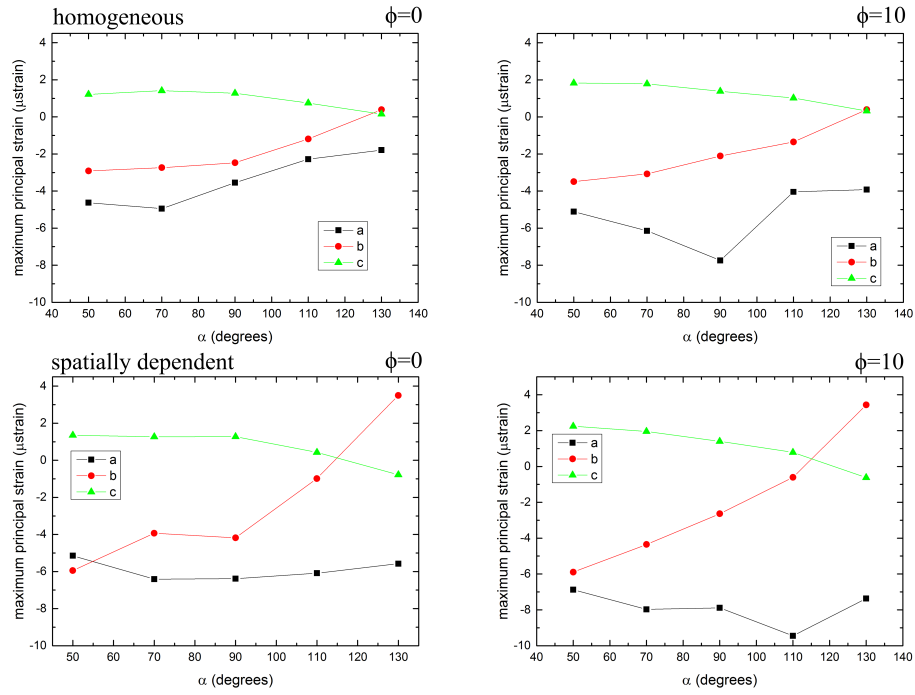 homogeneous
ϕ=0
maximum principal strain (μstrain)
4
2
0
-2
-4
-6
-8
-10
a
b
c
40 50 60 70 80 90 100 110 120 130 140
α (degrees)
ϕ=10
maximum principal strain (μstrain)
4
2
0
-2
-4
-6
-8
-10
a
b
c
40 50 60 70 80 90 100 110 120 130 140
α (degrees)
spatially dependent
ϕ=0
maximum principal strain (μstrain)
4
2
0
-2
-4
-6
-8
-10
a
b
c
50 60 70 80 90 100 110 120 130
α (degrees)
ϕ=10
maximum principal strain (μstrain)
4
2
0
-2
-4
-6
-8
-10
a
b
c
40 50 60 70 80 90 100 110 120 130 140
α (degrees)